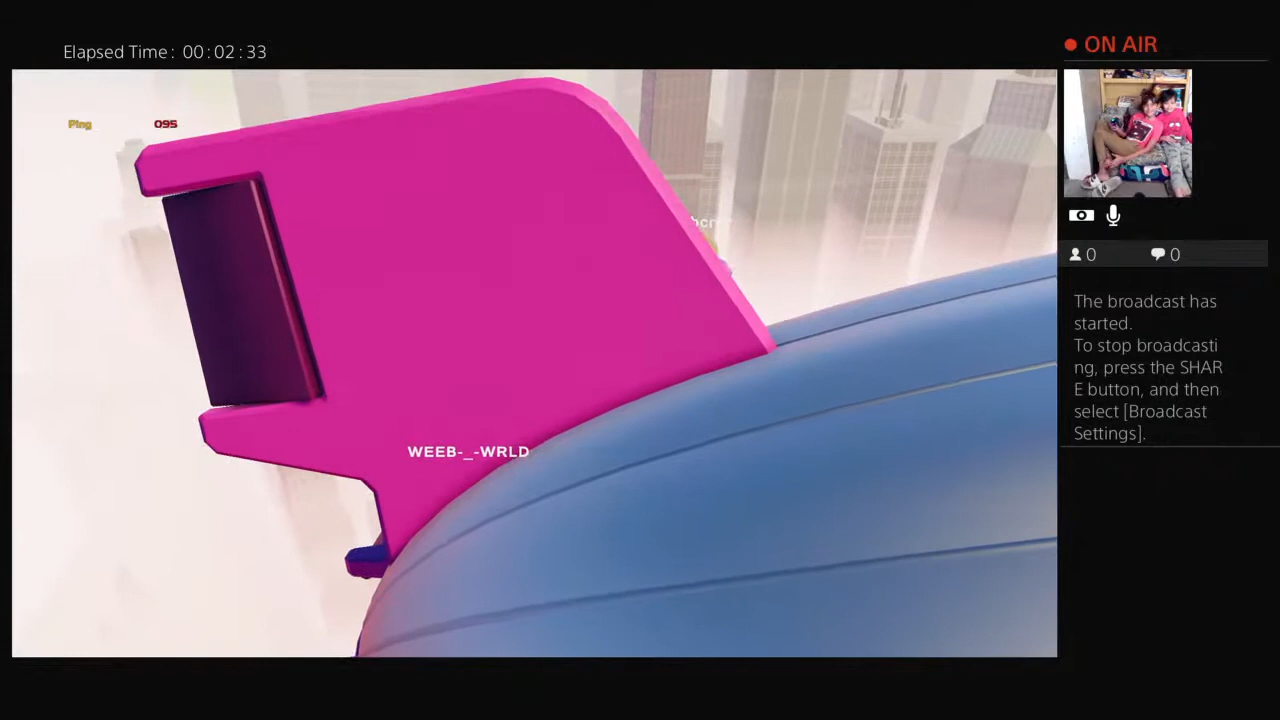 Elapsed Time: 00:02:33
ON AIR
Ping 095
0 0
WEEB-_-WRLD
The broadcast has
started.
To stop broadcasti
ng, press the SHAR
E button, and then
select [Broadcast
Settings].